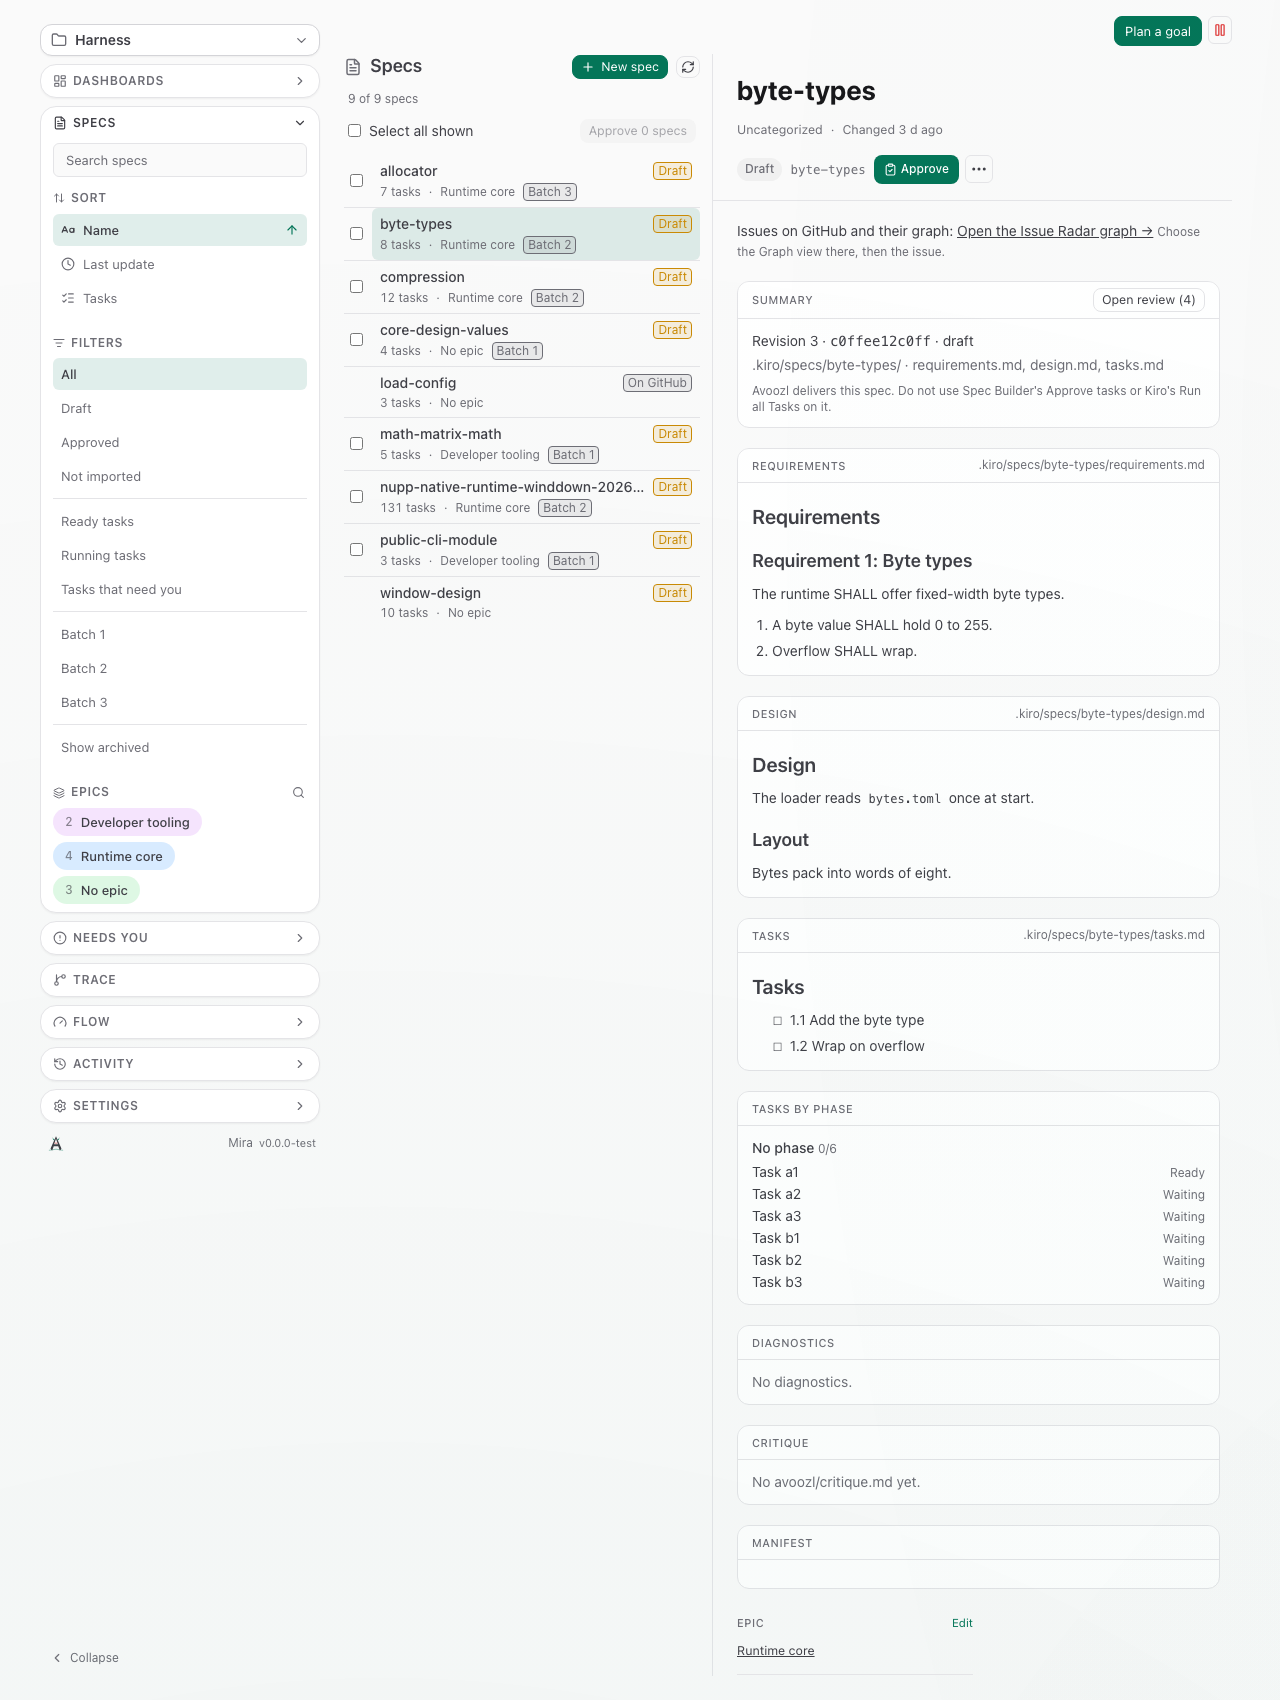 Harness
DASHBOARDS
SPECS
Search specs
SORT
Name
Last update
Tasks
FILTERS
All
Draft
Approved
Not imported
Ready tasks
Running tasks
Tasks that need you
Batch 1
Batch 2
Batch 3
Show archived
EPICS
2 Developer tooling
4 Runtime core
3 No epic
NEEDS YOU
TRACE
FLOW
ACTIVITY
SETTINGS
Mira v0.0.0-test
Collapse
Specs
+ New spec
9 of 9 specs
Select all shown
Approve 0 specs
allocator Draft
7 tasks · Runtime core Batch 3
byte-types Draft
8 tasks · Runtime core Batch 2
compression Draft
12 tasks · Runtime core Batch 2
core-design-values Draft
4 tasks · No epic Batch 1
load-config On GitHub
3 tasks · No epic
math-matrix-math Draft
5 tasks · Developer tooling Batch 1
nupp-native-runtime-winddown-2026... Draft
131 tasks · Runtime core Batch 2
public-cli-module Draft
3 tasks · Developer tooling Batch 1
window-design Draft
10 tasks · No epic
Plan a goal
byte-types
Uncategorized · Changed 3 d ago
Draft byte-types Approve
Issues on GitHub and their graph: Open the Issue Radar graph → Choose
the Graph view there, then the issue.
SUMMARY Open review (4)
Revision 3 · c0ffee12c0ff · draft
.kiro/specs/byte-types/ · requirements.md, design.md, tasks.md
Avoozl delivers this spec. Do not use Spec Builder's Approve tasks or Kiro's Run
all Tasks on it.
REQUIREMENTS .kiro/specs/byte-types/requirements.md
Requirements
Requirement 1: Byte types
The runtime SHALL offer fixed-width byte types.
1. A byte value SHALL hold 0 to 255.
2. Overflow SHALL wrap.
DESIGN .kiro/specs/byte-types/design.md
Design
The loader reads bytes.toml once at start.
Layout
Bytes pack into words of eight.
TASKS .kiro/specs/byte-types/tasks.md
Tasks
1.1 Add the byte type
1.2 Wrap on overflow
TASKS BY PHASE
No phase 0/6
Task a1 Ready
Task a2 Waiting
Task a3 Waiting
Task b1 Waiting
Task b2 Waiting
Task b3 Waiting
DIAGNOSTICS
No diagnostics.
CRITIQUE
No avoozl/critique.md yet.
MANIFEST
EPIC Edit
Runtime core